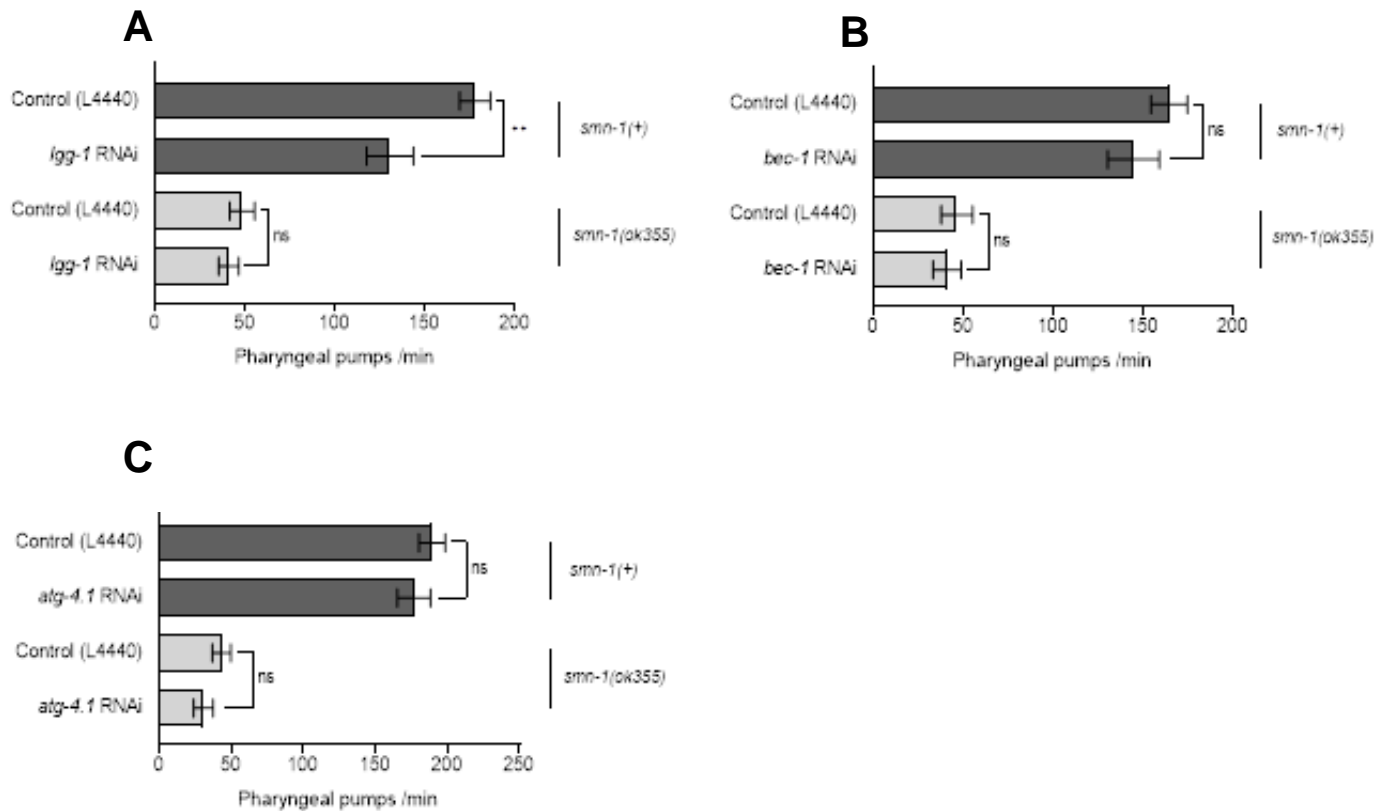 A
Control (L4440)
lgg-1 RNAi
Control (L4440)
lgg-1 RNAi
**
ns
smn-1(+)
smn-1(ok355)
0 50 100 150 200
Pharyngeal pumps /min
B
Control (L4440)
bec-1 RNAi
Control (L4440)
bec-1 RNAi
ns
ns
smn-1(+)
smn-1(ok355)
0 50 100 150 200
Pharyngeal pumps /min
C
Control (L4440)
atg-4.1 RNAi
Control (L4440)
atg-4.1 RNAi
ns
ns
smn-1(+)
smn-1(ok355)
0 50 100 150 200 250
Pharyngeal pumps /min